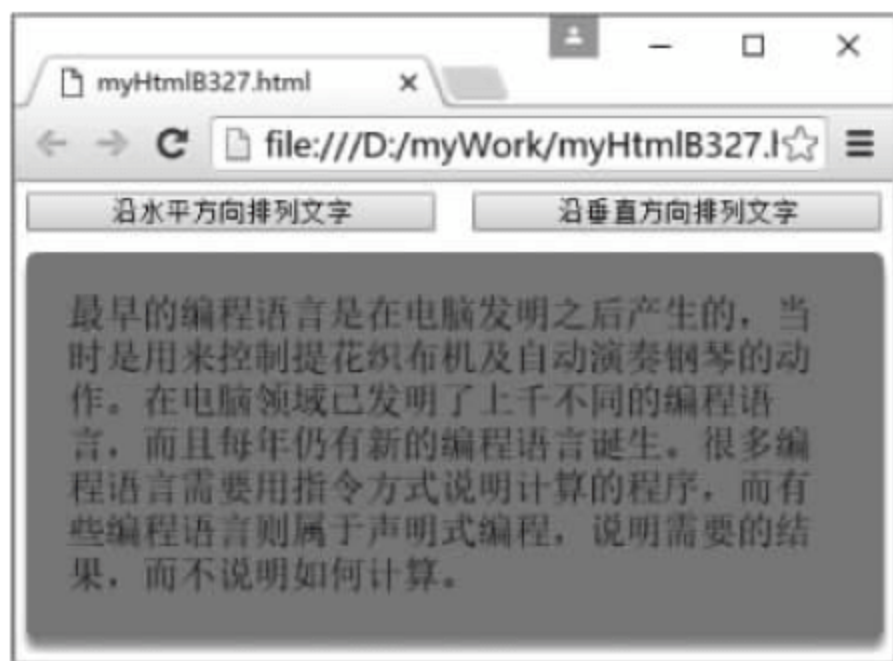 myHtmlB327.html
file:///D:/myWork/myHtmlB327.l
沿水平方向排列文字 沿垂直方向排列文字
最早的编程语言是在电脑发明之后产生的，当
时是用来控制提花织布机及自动演奏钢琴的动
作。在电脑领域已发明了上千不同的编程语
言，而且每年仍有新的编程语言诞生。很多编
程语言需要用指令方式说明计算的程序，而有
些编程语言则属于声明式编程，说明需要的结
果，而不说明如何计算。